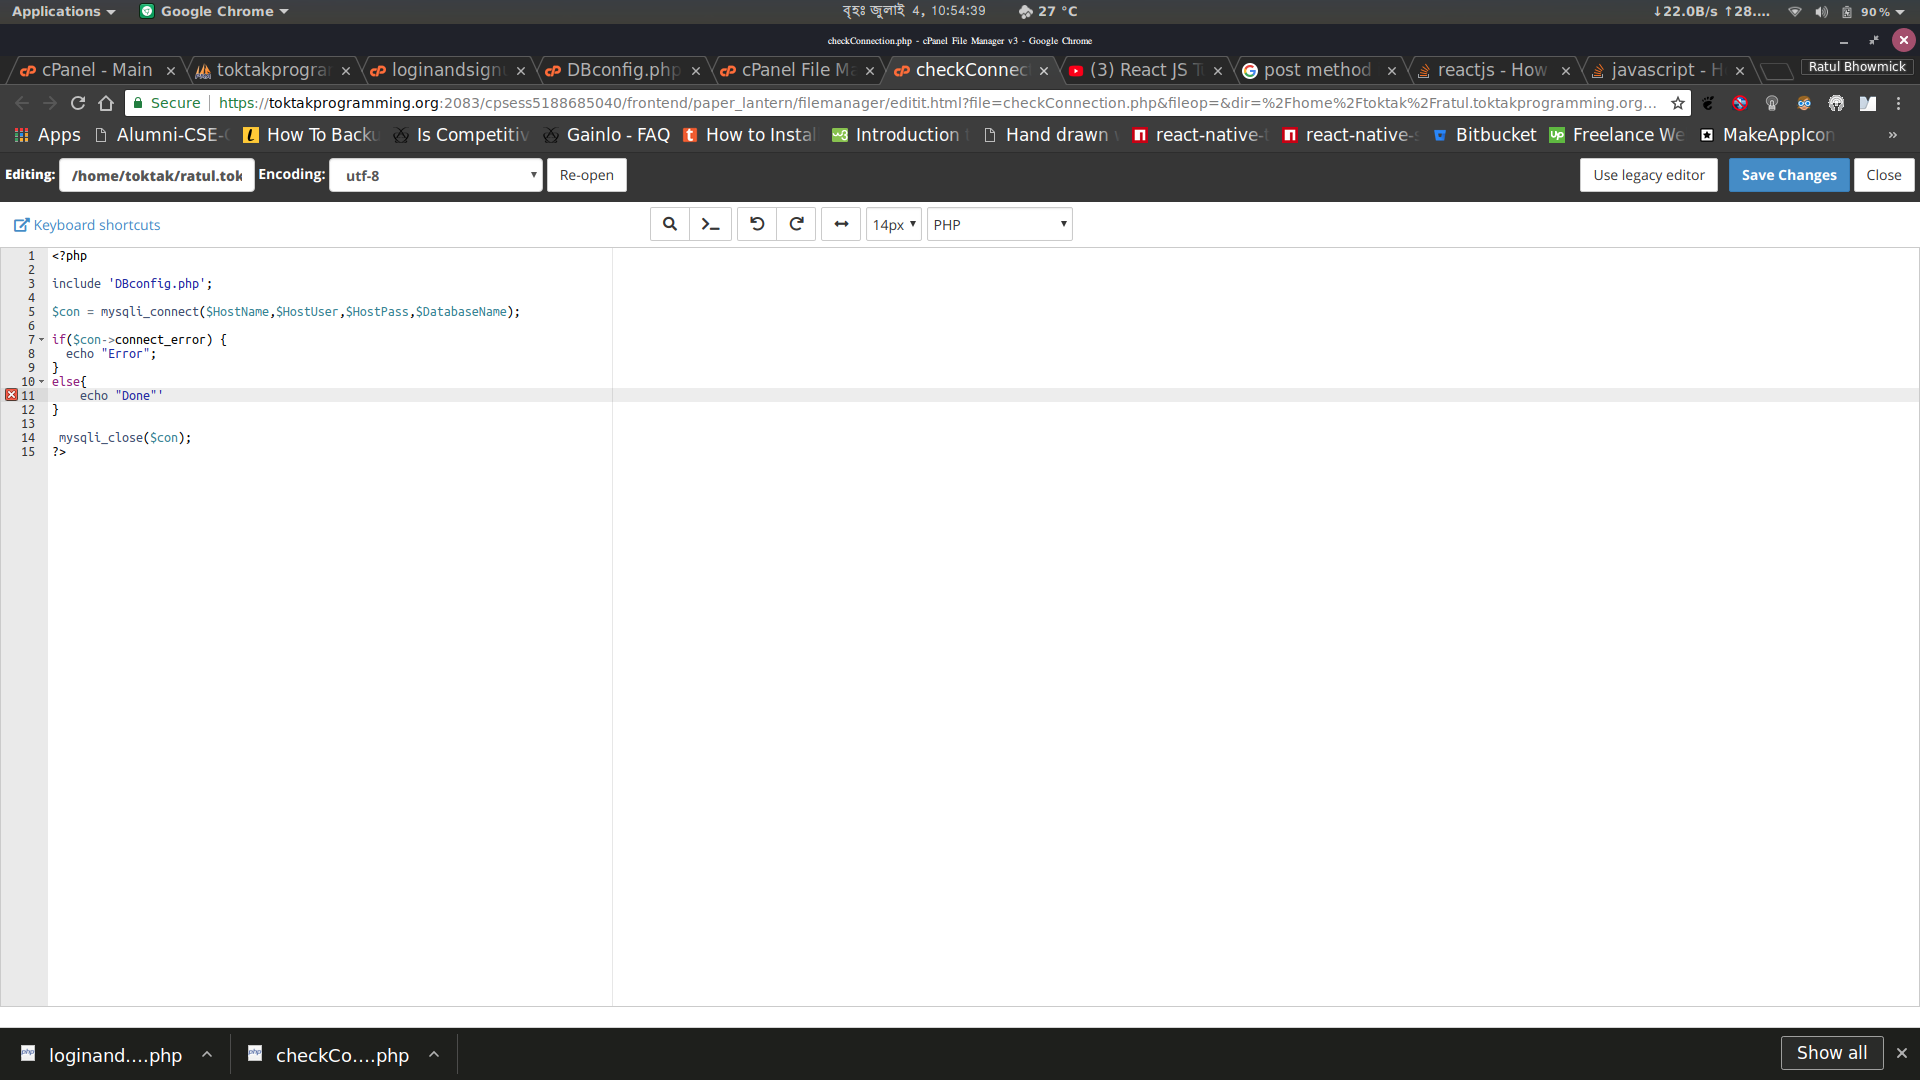 Applications Google Chrome বৃহঃ জুলাই 4, 10:54:39 27 °C ↓22.0B/s ↑28.... 90 %
checkConnection.php - cPanel File Manager v3 - Google Chrome
cPanel - Main toktakprogra loginandsign DBconfig.php cPanel File Ma checkConnec (3) React JS T post method reactjs - How javascript - H Ratul Bhowmick
Secure https://toktakprogramming.org:2083/cpsess5188685040/frontend/paper_lantern/filemanager/editit.html?file=checkConnection.php&fileop=&dir=%2Fhome%2Ftoktak%2Fratul.toktakprogramming.org...
Apps Alumni-CSE- How To Backu Is Competitiv Gainlo - FAQ How to Instal Introduction Hand drawn react-native- react-native- Bitbucket Freelance We MakeAppIcon »
Editing: /home/toktak/ratul.tok Encoding: utf-8 Re-open Use legacy editor Save Changes Close
Keyboard shortcuts 14px PHP
1 <?php
2
3 include 'DBconfig.php';
4
5 $con = mysqli_connect($HostName,$HostUser,$HostPass,$DatabaseName);
6
7 if($con->connect_error) {
8 echo "Error";
9 }
10 else{
11 echo "Done"'
12 }
13
14 mysqli_close($con);
15 ?>
loginand....php checkCo....php Show all